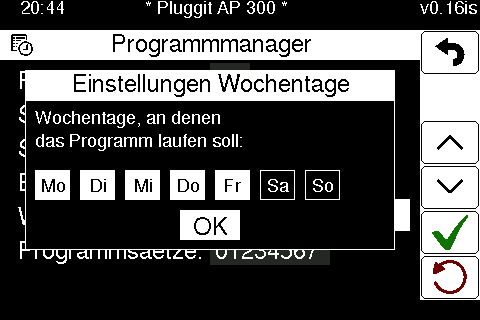 20:44 * Pluggit AP 300 * v0.16is
Programmmanager
Einstellungen Wochentage
Wochentage, an denen
das Programm laufen soll:
Mo Di Mi Do Fr Sa So
OK
Programmsaetze: 01234567